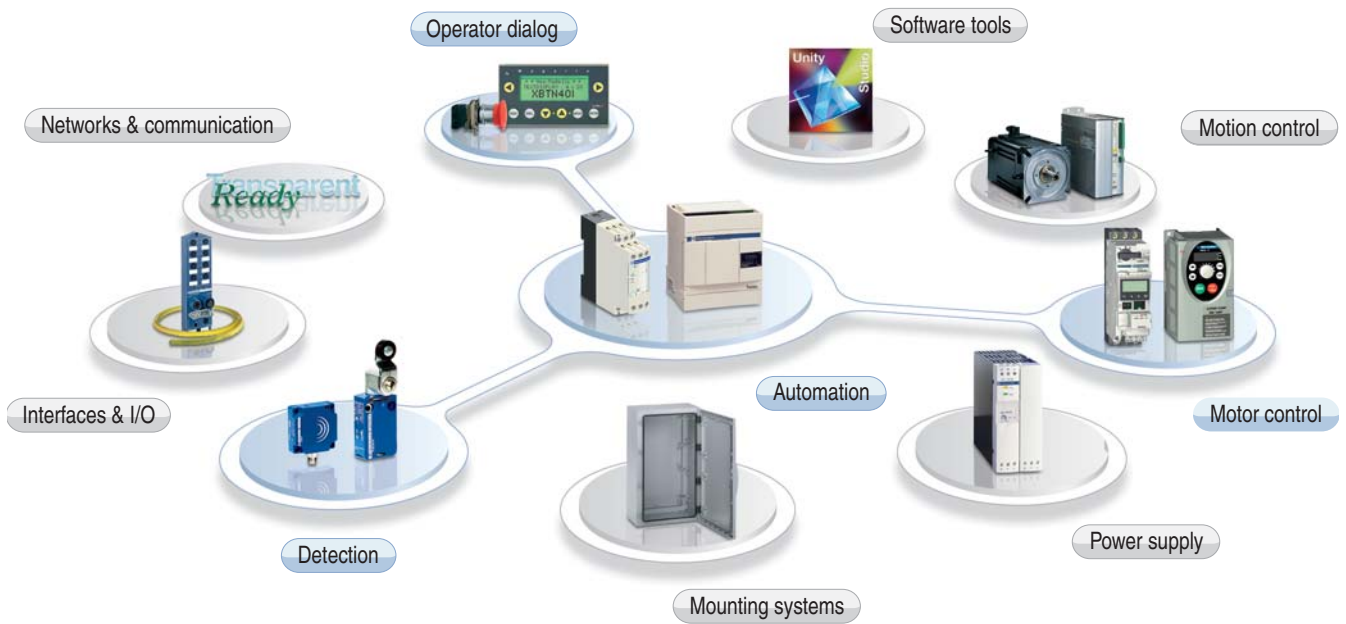 Operator dialog
Software tools
Unity
Studio
XBTN401
Networks & communication
Motion control
Transparent
Ready
Interfaces & I/O
Automation
Motor control
Detection
Power supply
Mounting systems